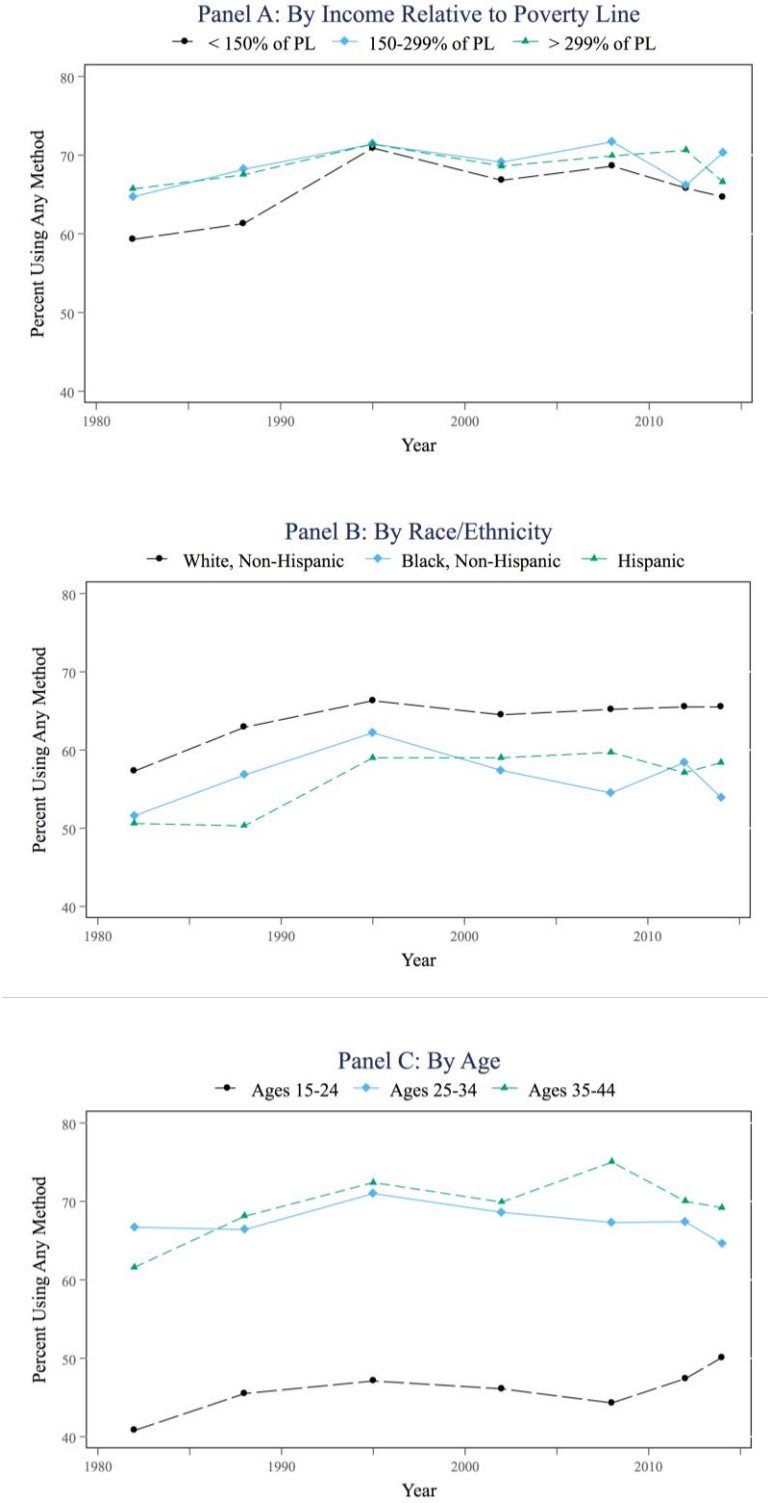 Panel A: By Income Relative to Poverty Line
< 150% of PL 150-299% of PL > 299% of PL
Percent Using Any Method
80
70
60
50
40
1980 1990 2000 2010
Year
Panel B: By Race/Ethnicity
White, Non-Hispanic Black, Non-Hispanic Hispanic
Percent Using Any Method
80
70
60
50
40
1980 1990 2000 2010
Year
Panel C: By Age
Ages 15-24 Ages 25-34 Ages 35-44
Percent Using Any Method
80
70
60
50
40
1980 1990 2000 2010
Year